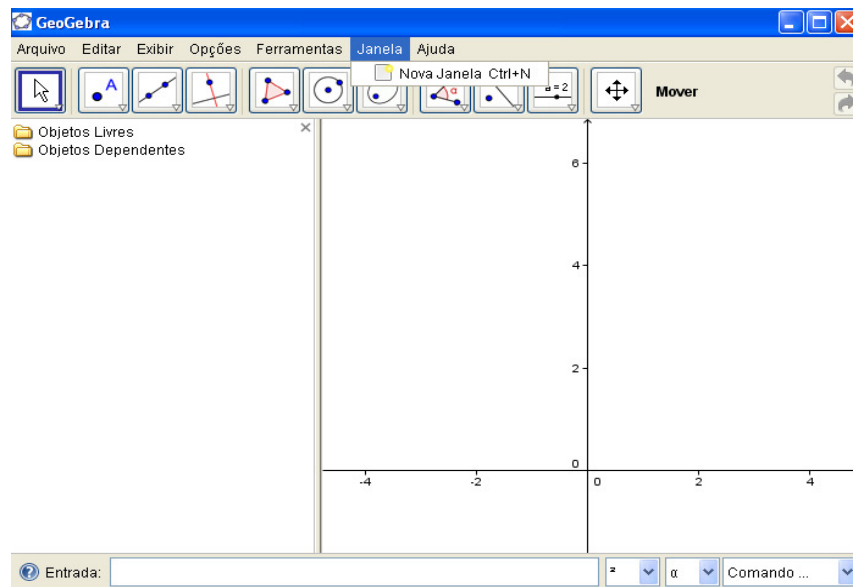 GeoGebra
Arquivo Editar Exibir Opções Ferramentas Janela Ajuda
Nova Janela Ctrl+N
A
α
a = 2
Mover
Objetos Livres
Objetos Dependentes
6
4
2
0
-4 -2 0 2 4
Entrada: ² α Comando ...